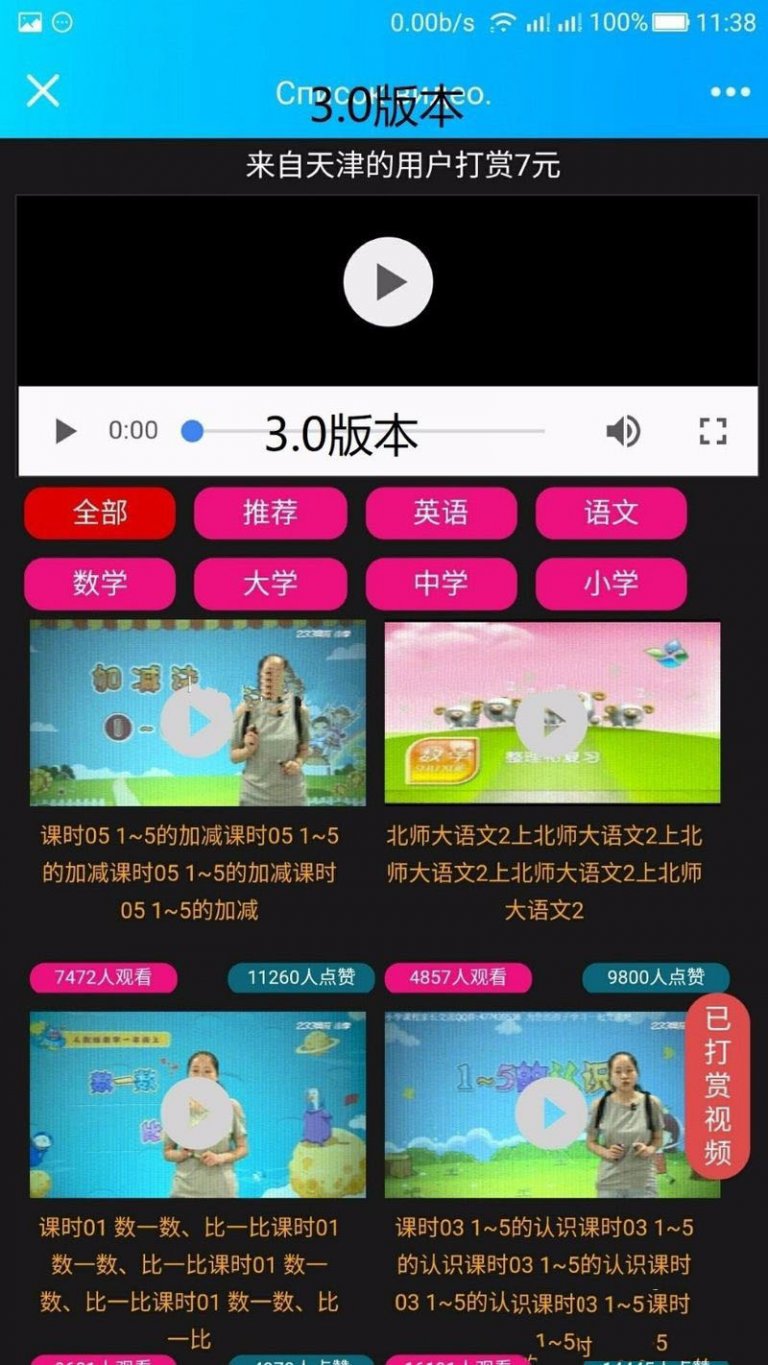 0.00b/s 100% 11:38
Список видео.
3.0版本
来自天津的用户打赏7元
0:00
3.0版本
全部 推荐 英语 语文
数学 大学 中学 小学
加减法
数学
整理和复习
课时05 1~5的加减课时05 1~5
的加减课时05 1~5的加减课时
05 1~5的加减
北师大语文2上北师大语文2上北
师大语文2上北师大语文2上北师
大语文2
7472人观看 11260人点赞 4857人观看 9800人点赞
已打赏视频
数一数
比
1~5的认识
课时01 数一数、比一比课时01
数一数、比一比课时01 数一
数、比一比课时01 数一数、比
一比
课时03 1~5的认识课时03 1~5
的认识课时03 1~5的认识课时
03 1~5的认识课时03 1~5课时
1~5 5